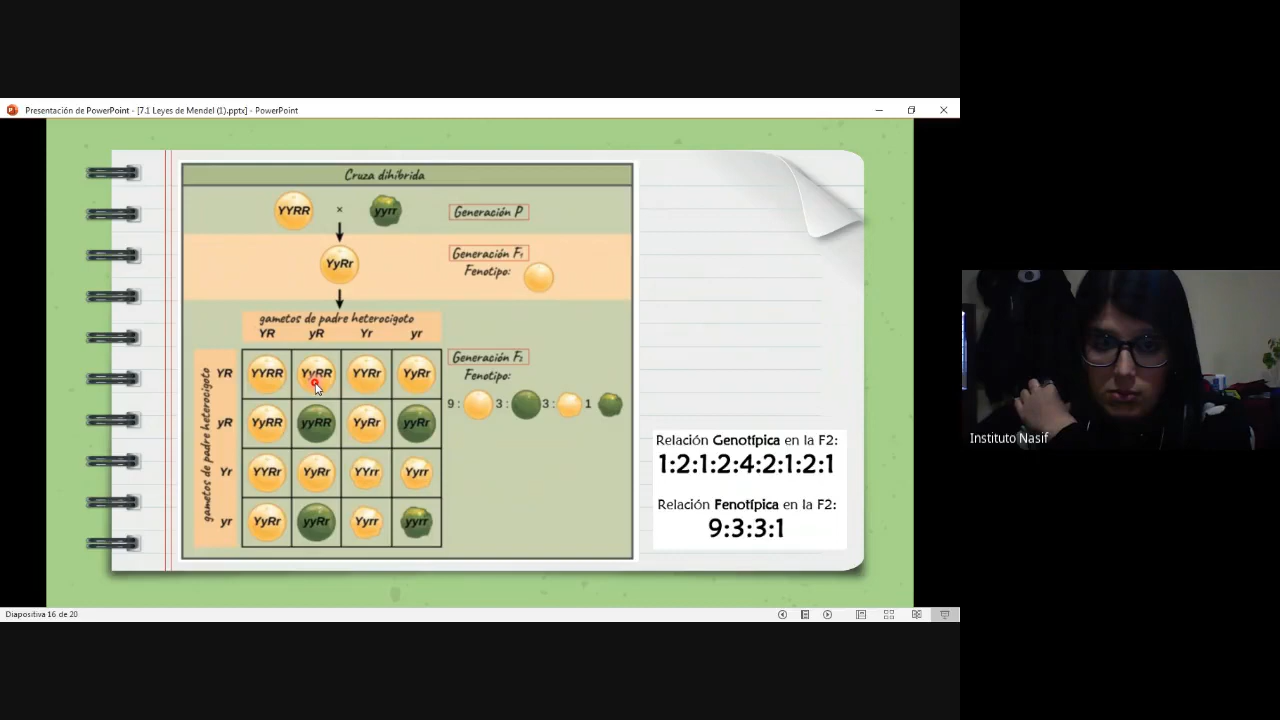 Presentación de PowerPoint - [7.1 Leyes de Mendel (1).pptx] - PowerPoint
Cruza dihíbrida
YYRR × yyrr Generación P
YyRr Generación F₁
Fenotipo:
gametos de padre heterocigoto
YR yR Yr yr
gametos de padre heterocigoto
YR YYRR YyRR YYRr YyRr
yR YyRR yyRR YyRr yyRr
Yr YYRr YyRr YYrr Yyrr
yr YyRr yyRr Yyrr yyrr
Generación F₂
Fenotipo:
9: 3: 3: 1
Relación Genotípica en la F2:
1:2:1:2:4:2:1:2:1
Relación Fenotípica en la F2:
9:3:3:1
Instituto Nasif
Diapositiva 16 de 20